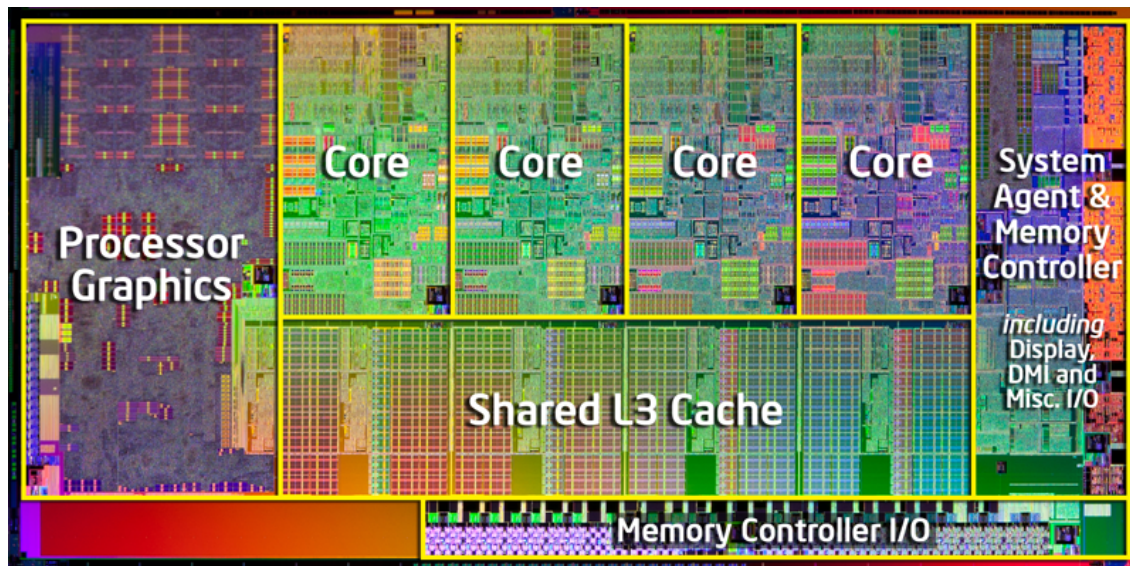 Processor
Graphics
Core
Core
Core
Core
System
Agent &
Memory
Controller
including
Display,
DMI and
Misc. I/O
Shared L3 Cache
Memory Controller I/O